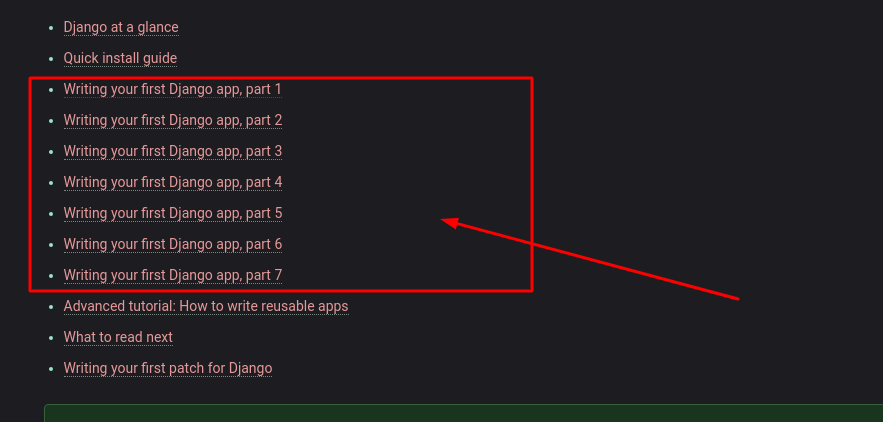 Django at a glance
Quick install guide
Writing your first Django app, part 1
Writing your first Django app, part 2
Writing your first Django app, part 3
Writing your first Django app, part 4
Writing your first Django app, part 5
Writing your first Django app, part 6
Writing your first Django app, part 7
Advanced tutorial: How to write reusable apps
What to read next
Writing your first patch for Django